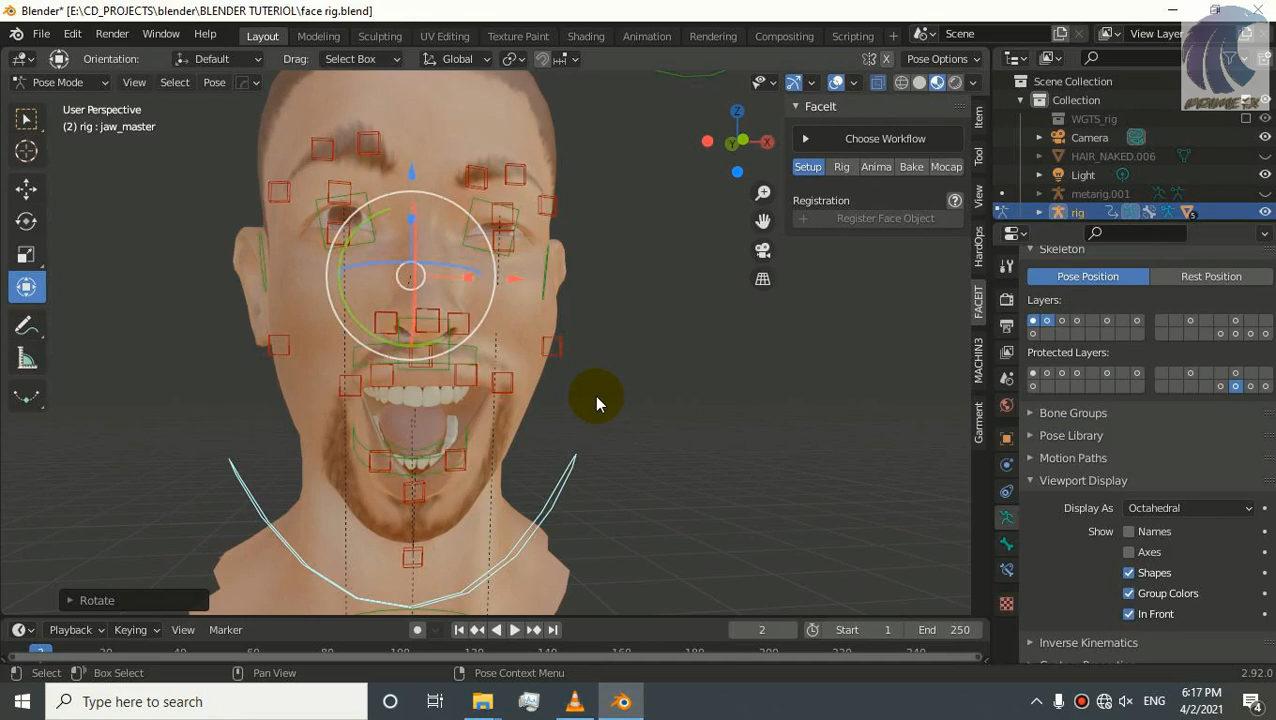 Blender* [E:\CD_PROJECTS\blender\BLENDER TUTERIOL\face rig.blend]
File Edit Render Window Help Layout Modeling Sculpting UV Editing Texture Paint Shading Animation Rendering Compositing Scripting + Scene View Layer
Orientation: Default Drag: Select Box Global X Pose Options
Pose Mode View Select Pose
User Perspective
(2) rig : jaw_master
Z
X
Y
FaceIt
Choose Workflow
Setup Rig Anima Bake Mocap
Registration
Register Face Object
Item
Tool
View
HardOps
FACEIT
MACHIN3
Garment
Scene Collection
Collection
WGTS_rig
Camera
HAIR_NAKED.006
Light
metarig.001
rig
5
Skeleton
Pose Position Rest Position
Layers:
Protected Layers:
Bone Groups
Pose Library
Motion Paths
Viewport Display
Display As Octahedral
Show Names
Axes
Shapes
Group Colors
In Front
Inverse Kinematics
Rotate
Playback Keying View Marker 2 Start 1 End 250
2
Select Box Select Pan View Pose Context Menu 2.92.0
Type here to search
ENG
6:17 PM
4/2/2021
4